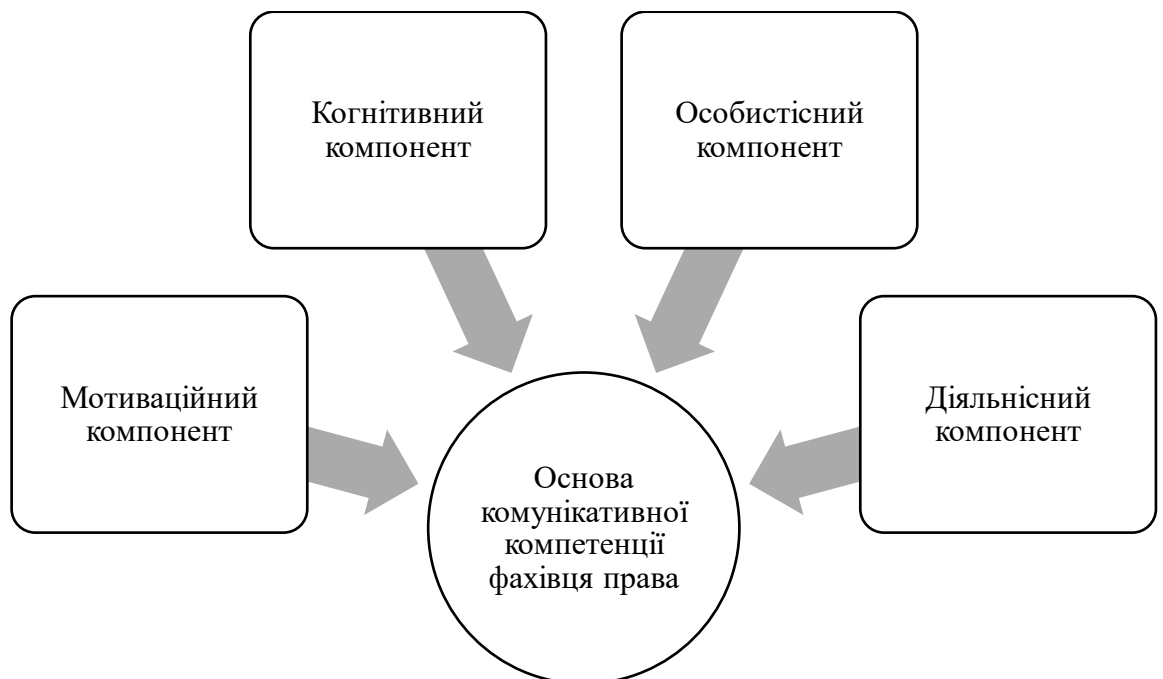 Когнітивний
компонент
Особистісний
компонент
Мотиваційний
компонент
Діяльнісний
компонент
Основа
комунікативної
компетенції
фахівця права